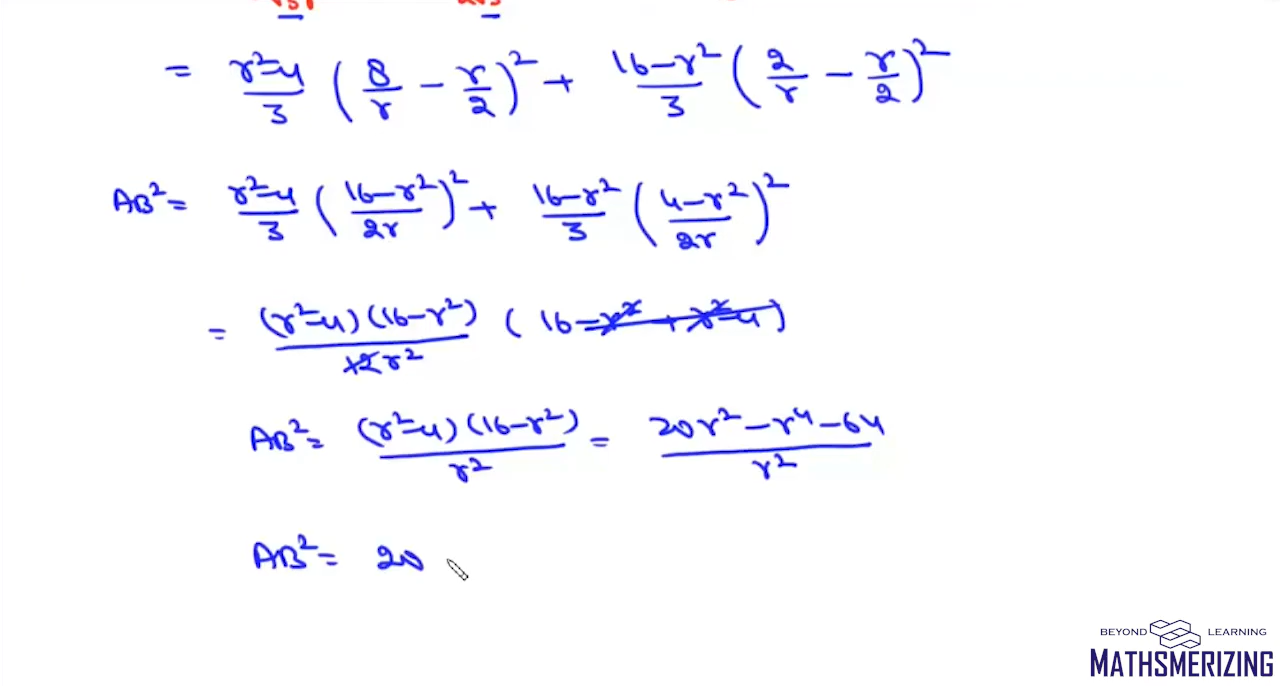 = r²-4/3 (8/r - r/2)² + 16-r²/3 (2/r - r/2)²
AB² = r²-4/3 (16-r²/2r)² + 16-r²/3 (4-r²/2r)²
= (r²-4)(16-r²)/12r² (16-r²+r²-4)
AB² = (r²-4)(16-r²)/r² = 20r²-r⁴-64/r²
AB² = 20
BEYOND LEARNING
MATHSMERIZING